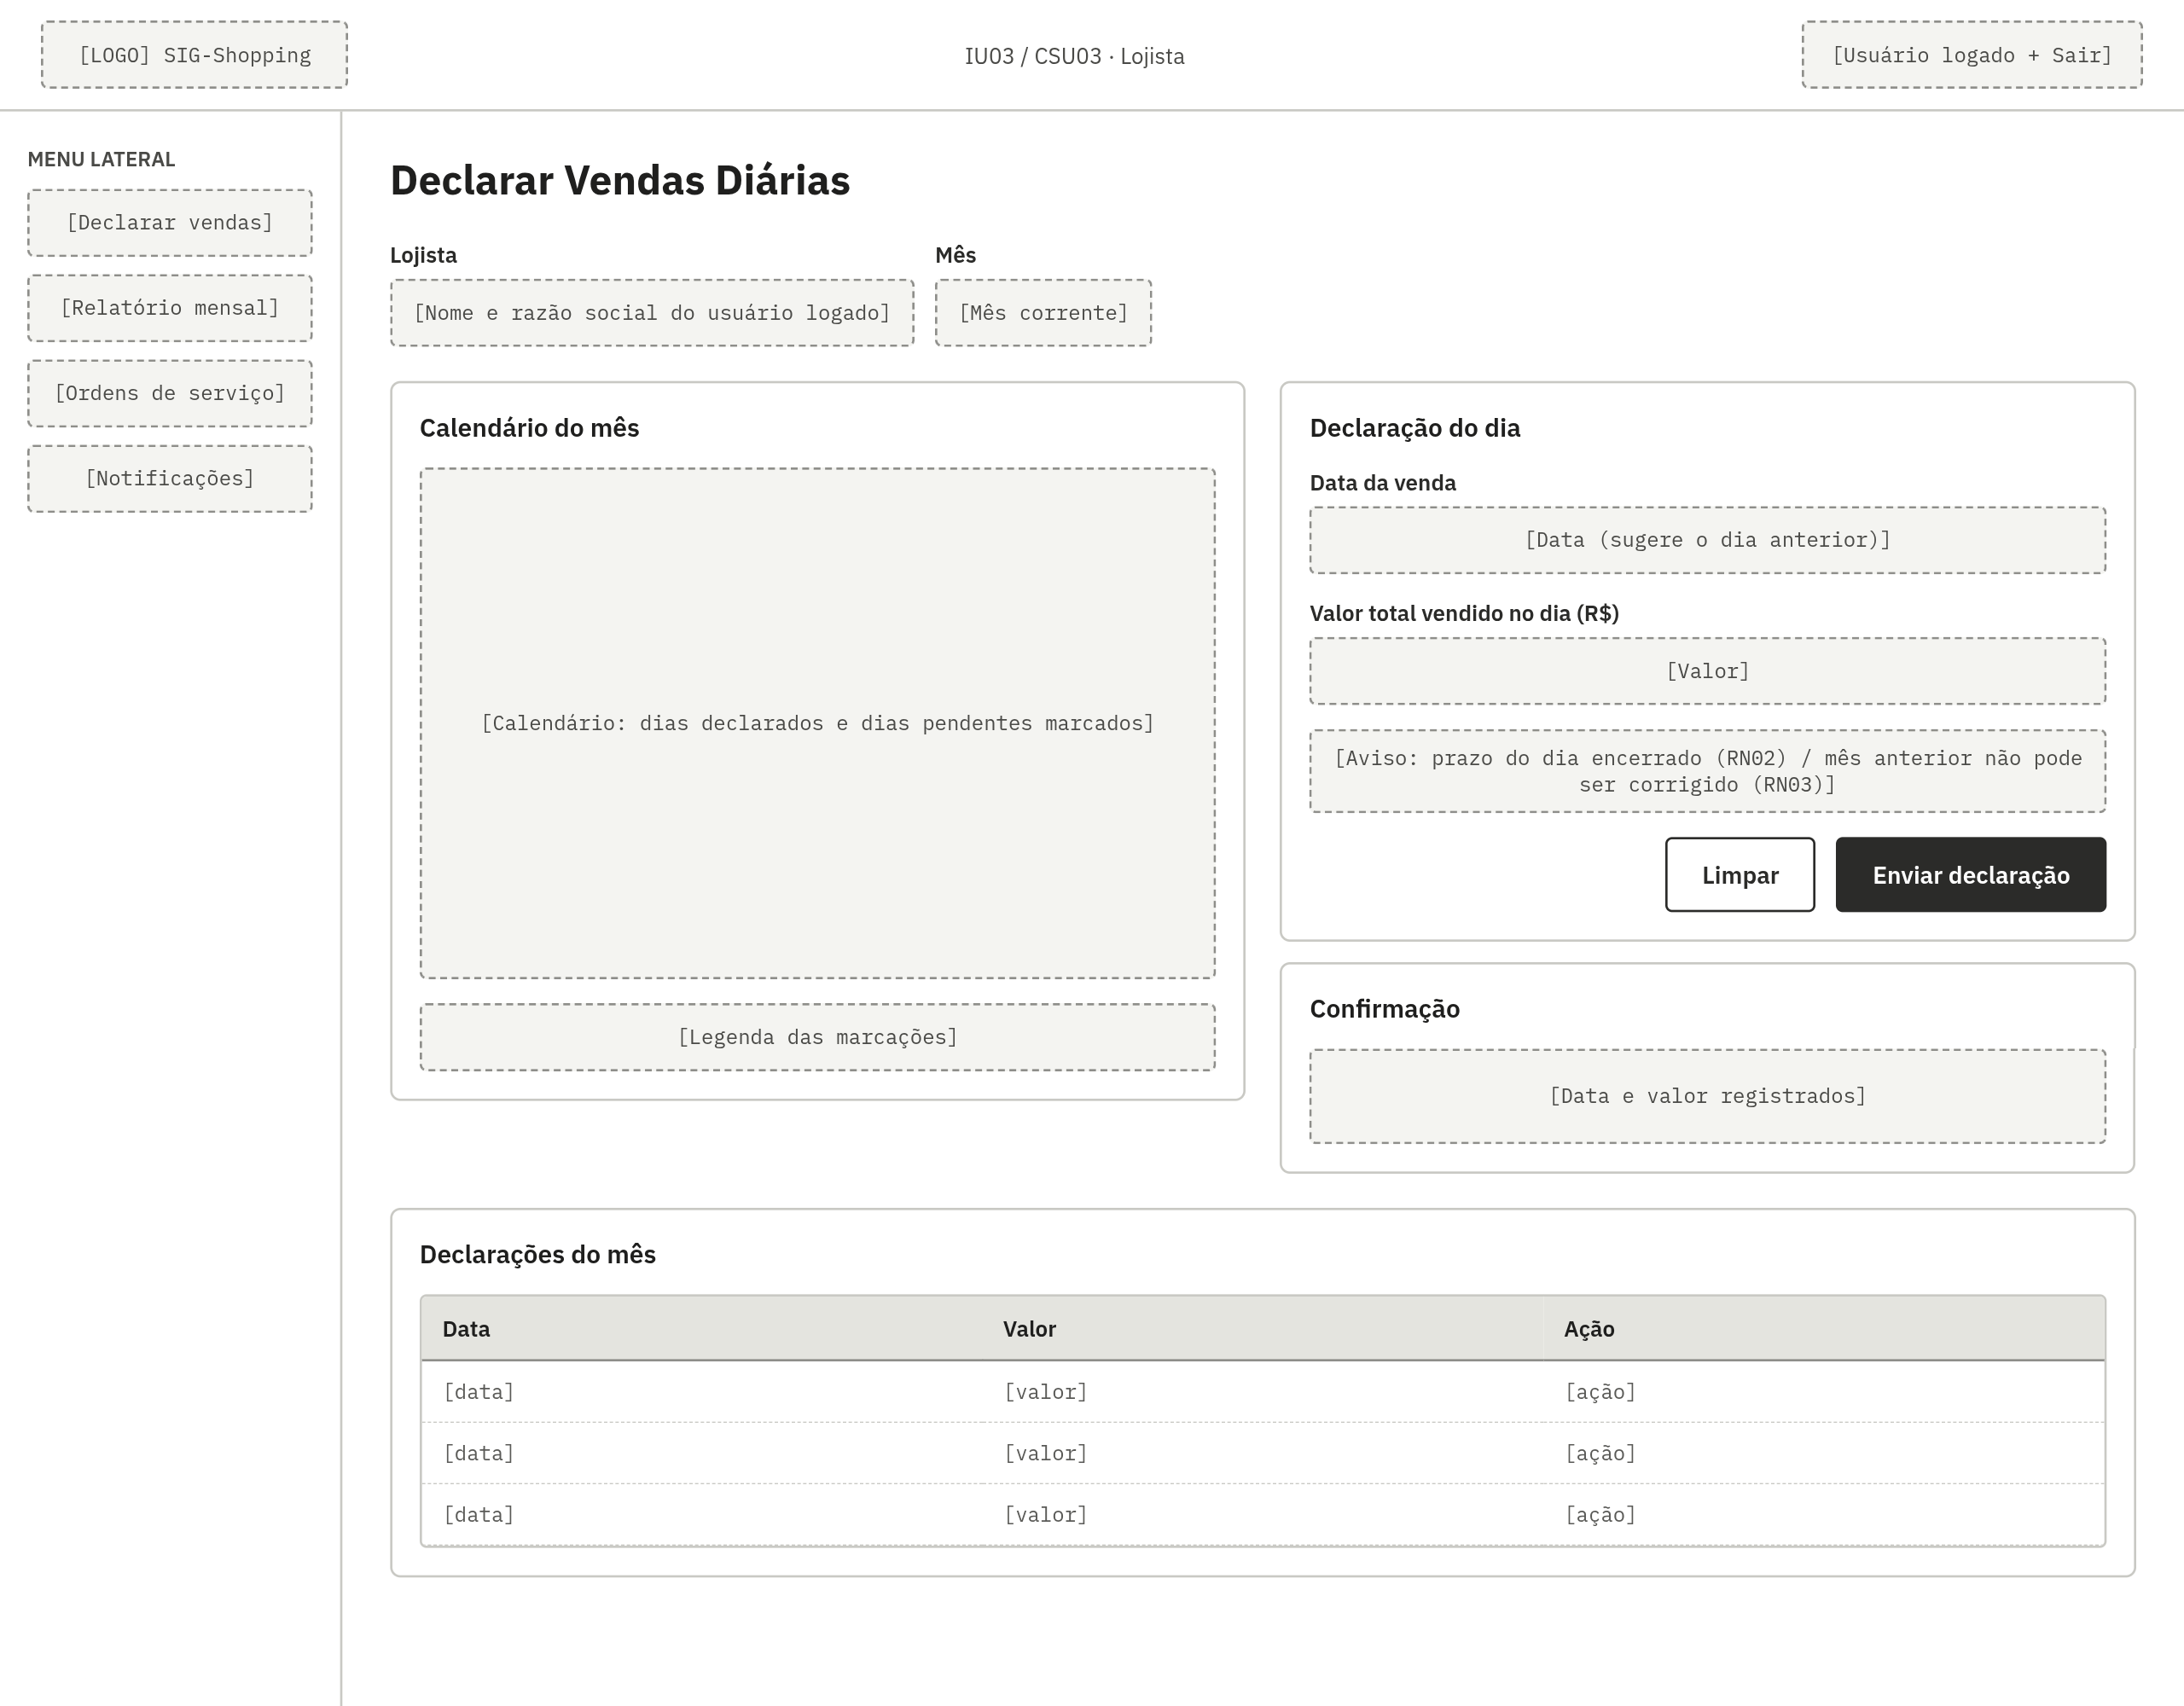 [LOGO] SIG-Shopping
IU03 / CSU03 · Lojista
[Usuário logado + Sair]
MENU LATERAL
[Declarar vendas]
[Relatório mensal]
[Ordens de serviço]
[Notificações]
Declarar Vendas Diárias
Lojista
[Nome e razão social do usuário logado]
Mês
[Mês corrente]
Calendário do mês
[Calendário: dias declarados e dias pendentes marcados]
[Legenda das marcações]
Declaração do dia
Data da venda
[Data (sugere o dia anterior)]
Valor total vendido no dia (R$)
[Valor]
[Aviso: prazo do dia encerrado (RN02) / mês anterior não pode
ser corrigido (RN03)]
Limpar
Enviar declaração
Confirmação
[Data e valor registrados]
Declarações do mês
Data Valor Ação
[data] [valor] [ação]
[data] [valor] [ação]
[data] [valor] [ação]